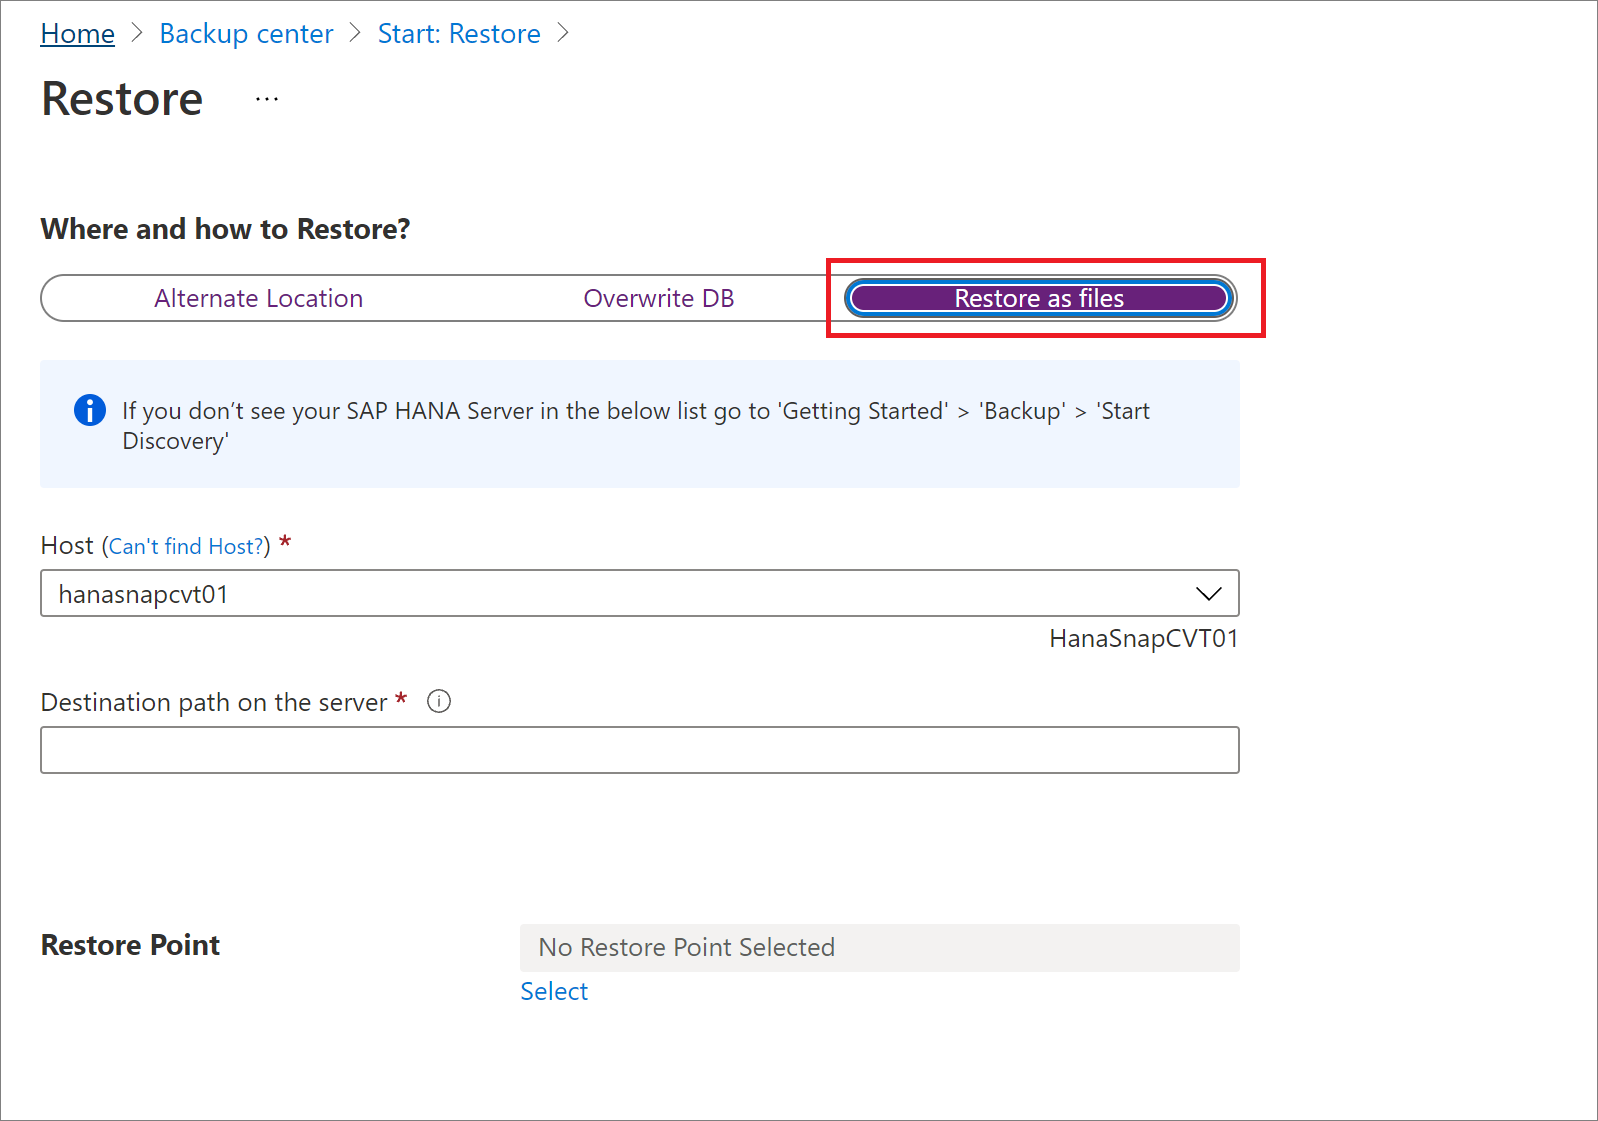 Home > Backup center > Start: Restore >
Restore ...
Where and how to Restore?
Alternate Location Overwrite DB Restore as files
If you don’t see your SAP HANA Server in the below list go to 'Getting Started' > 'Backup' > 'Start
Discovery'
Host (Can't find Host?) *
hanasnapcvt01
HanaSnapCVT01
Destination path on the server *
Restore Point No Restore Point Selected
Select